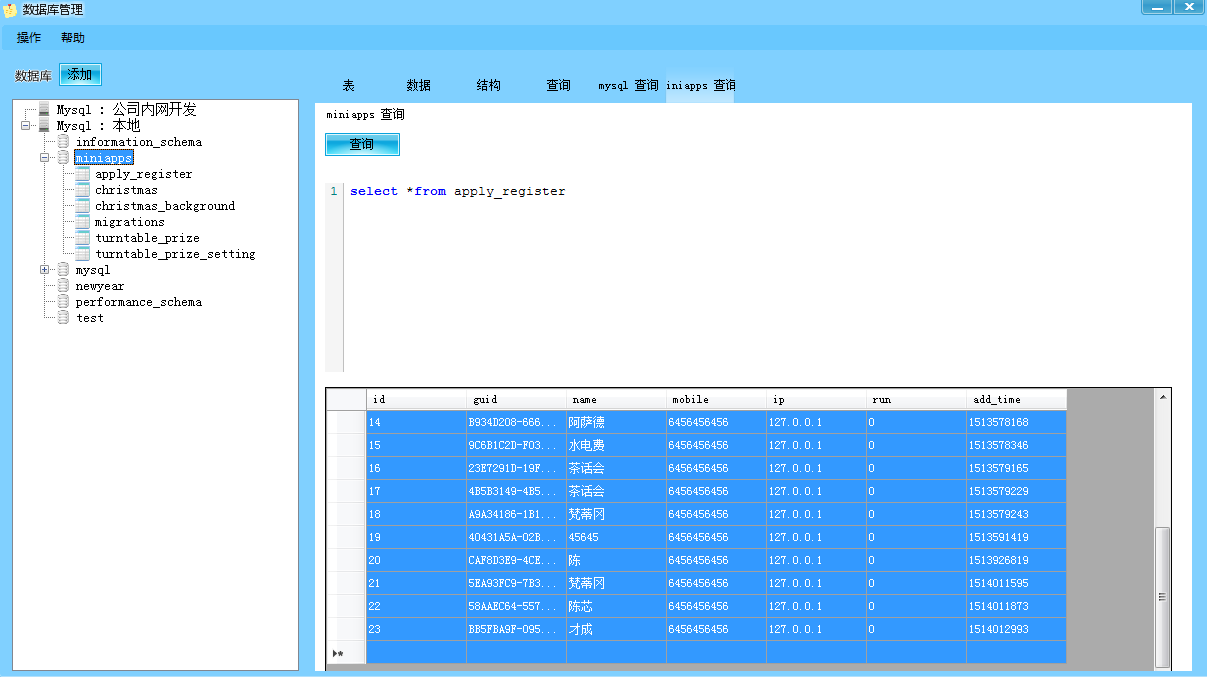 数据库管理
操作 帮助
数据库 添加
表 数据 结构 查询 mysql 查询 iniapps 查询
Mysql : 公司内网开发
Mysql : 本地
information_schema
miniapps
apply_register
christmas
christmas_background
migrations
turntable_prize
turntable_prize_setting
mysql
newyear
performance_schema
test
miniapps 查询
查询
1 select *from apply_register
id guid name mobile ip run add_time
14 B934D208-666... 阿萨德 6456456456 127.0.0.1 0 1513578168
15 9C6B1C2D-F03... 水电费 6456456456 127.0.0.1 0 1513578346
16 23E7291D-19F... 茶话会 6456456456 127.0.0.1 0 1513579165
17 4B5B3149-4B5... 茶话会 6456456456 127.0.0.1 0 1513579229
18 A9A34186-1B1... 梵蒂冈 6456456456 127.0.0.1 0 1513579243
19 40431A5A-02B... 45645 6456456456 127.0.0.1 0 1513591419
20 CAF8D3E9-4CE... 陈 6456456456 127.0.0.1 0 1513926819
21 5EA93FC9-7B3... 梵蒂冈 6456456456 127.0.0.1 0 1514011595
22 58AAEC64-557... 陈芯 6456456456 127.0.0.1 0 1514011873
23 BB5FBA9F-095... 才成 6456456456 127.0.0.1 0 1514012993